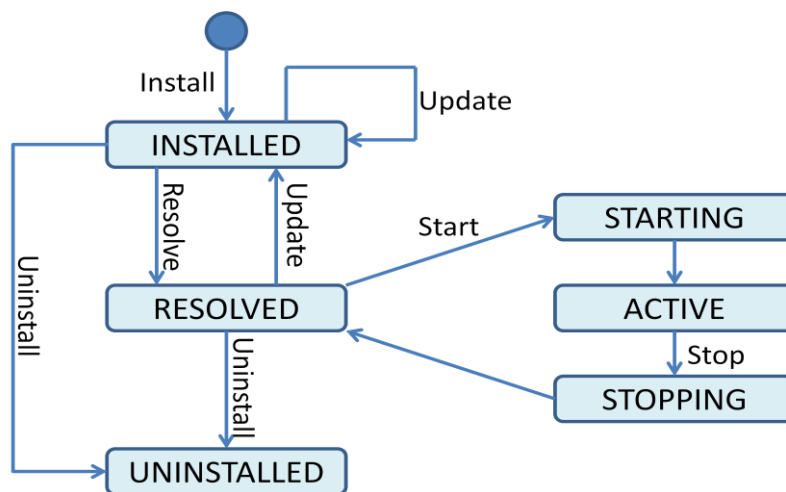 Install
Update
INSTALLED
Resolve
Update
Uninstall
Start
STARTING
RESOLVED
ACTIVE
Uninstall
Stop
STOPPING
UNINSTALLED